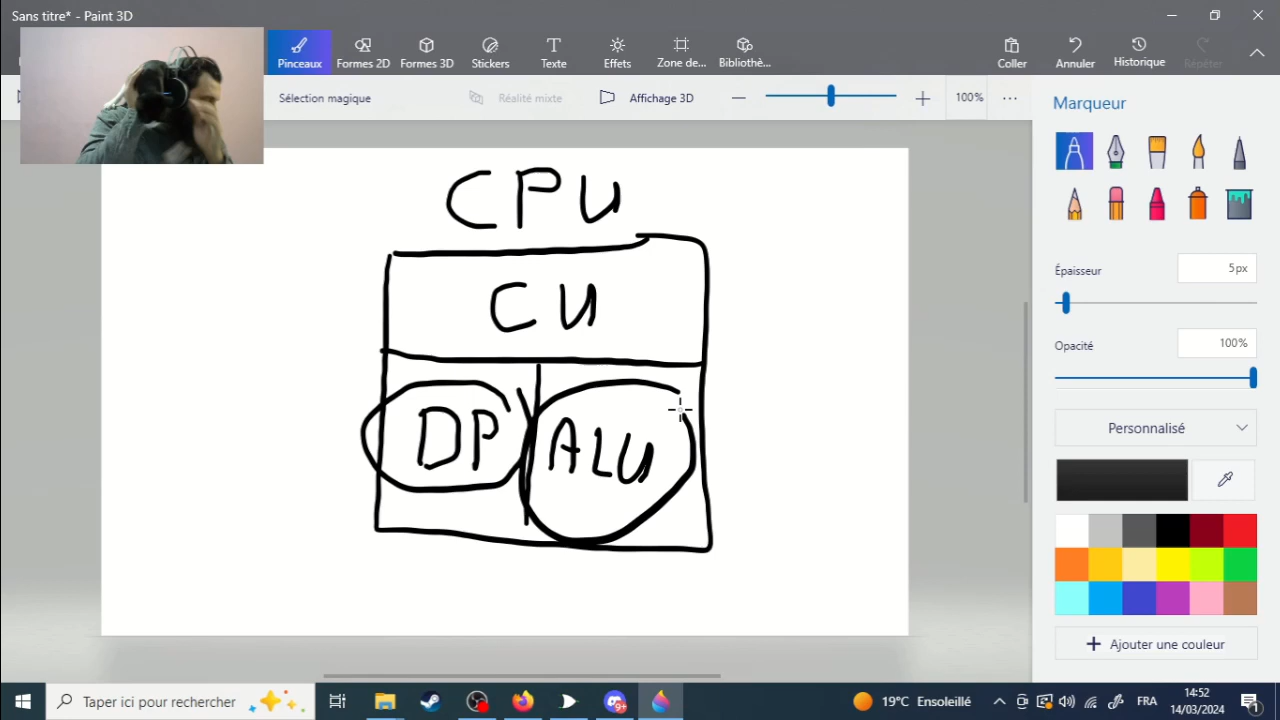 Sans titre* - Paint 3D
Pinceaux
Formes 2D
Formes 3D
Stickers
Texte
Effets
Zone de...
Bibliothè...
Coller
Annuler
Historique
Répéter
Sélection magique
Réalité mixte
Affichage 3D
100%
Marqueur
Épaisseur
5px
Opacité
100%
Personnalisé
Ajouter une couleur
CPU
CU
DP
ALU
Taper ici pour rechercher
9+
19°C Ensoleillé
FRA
14:52
14/03/2024
1